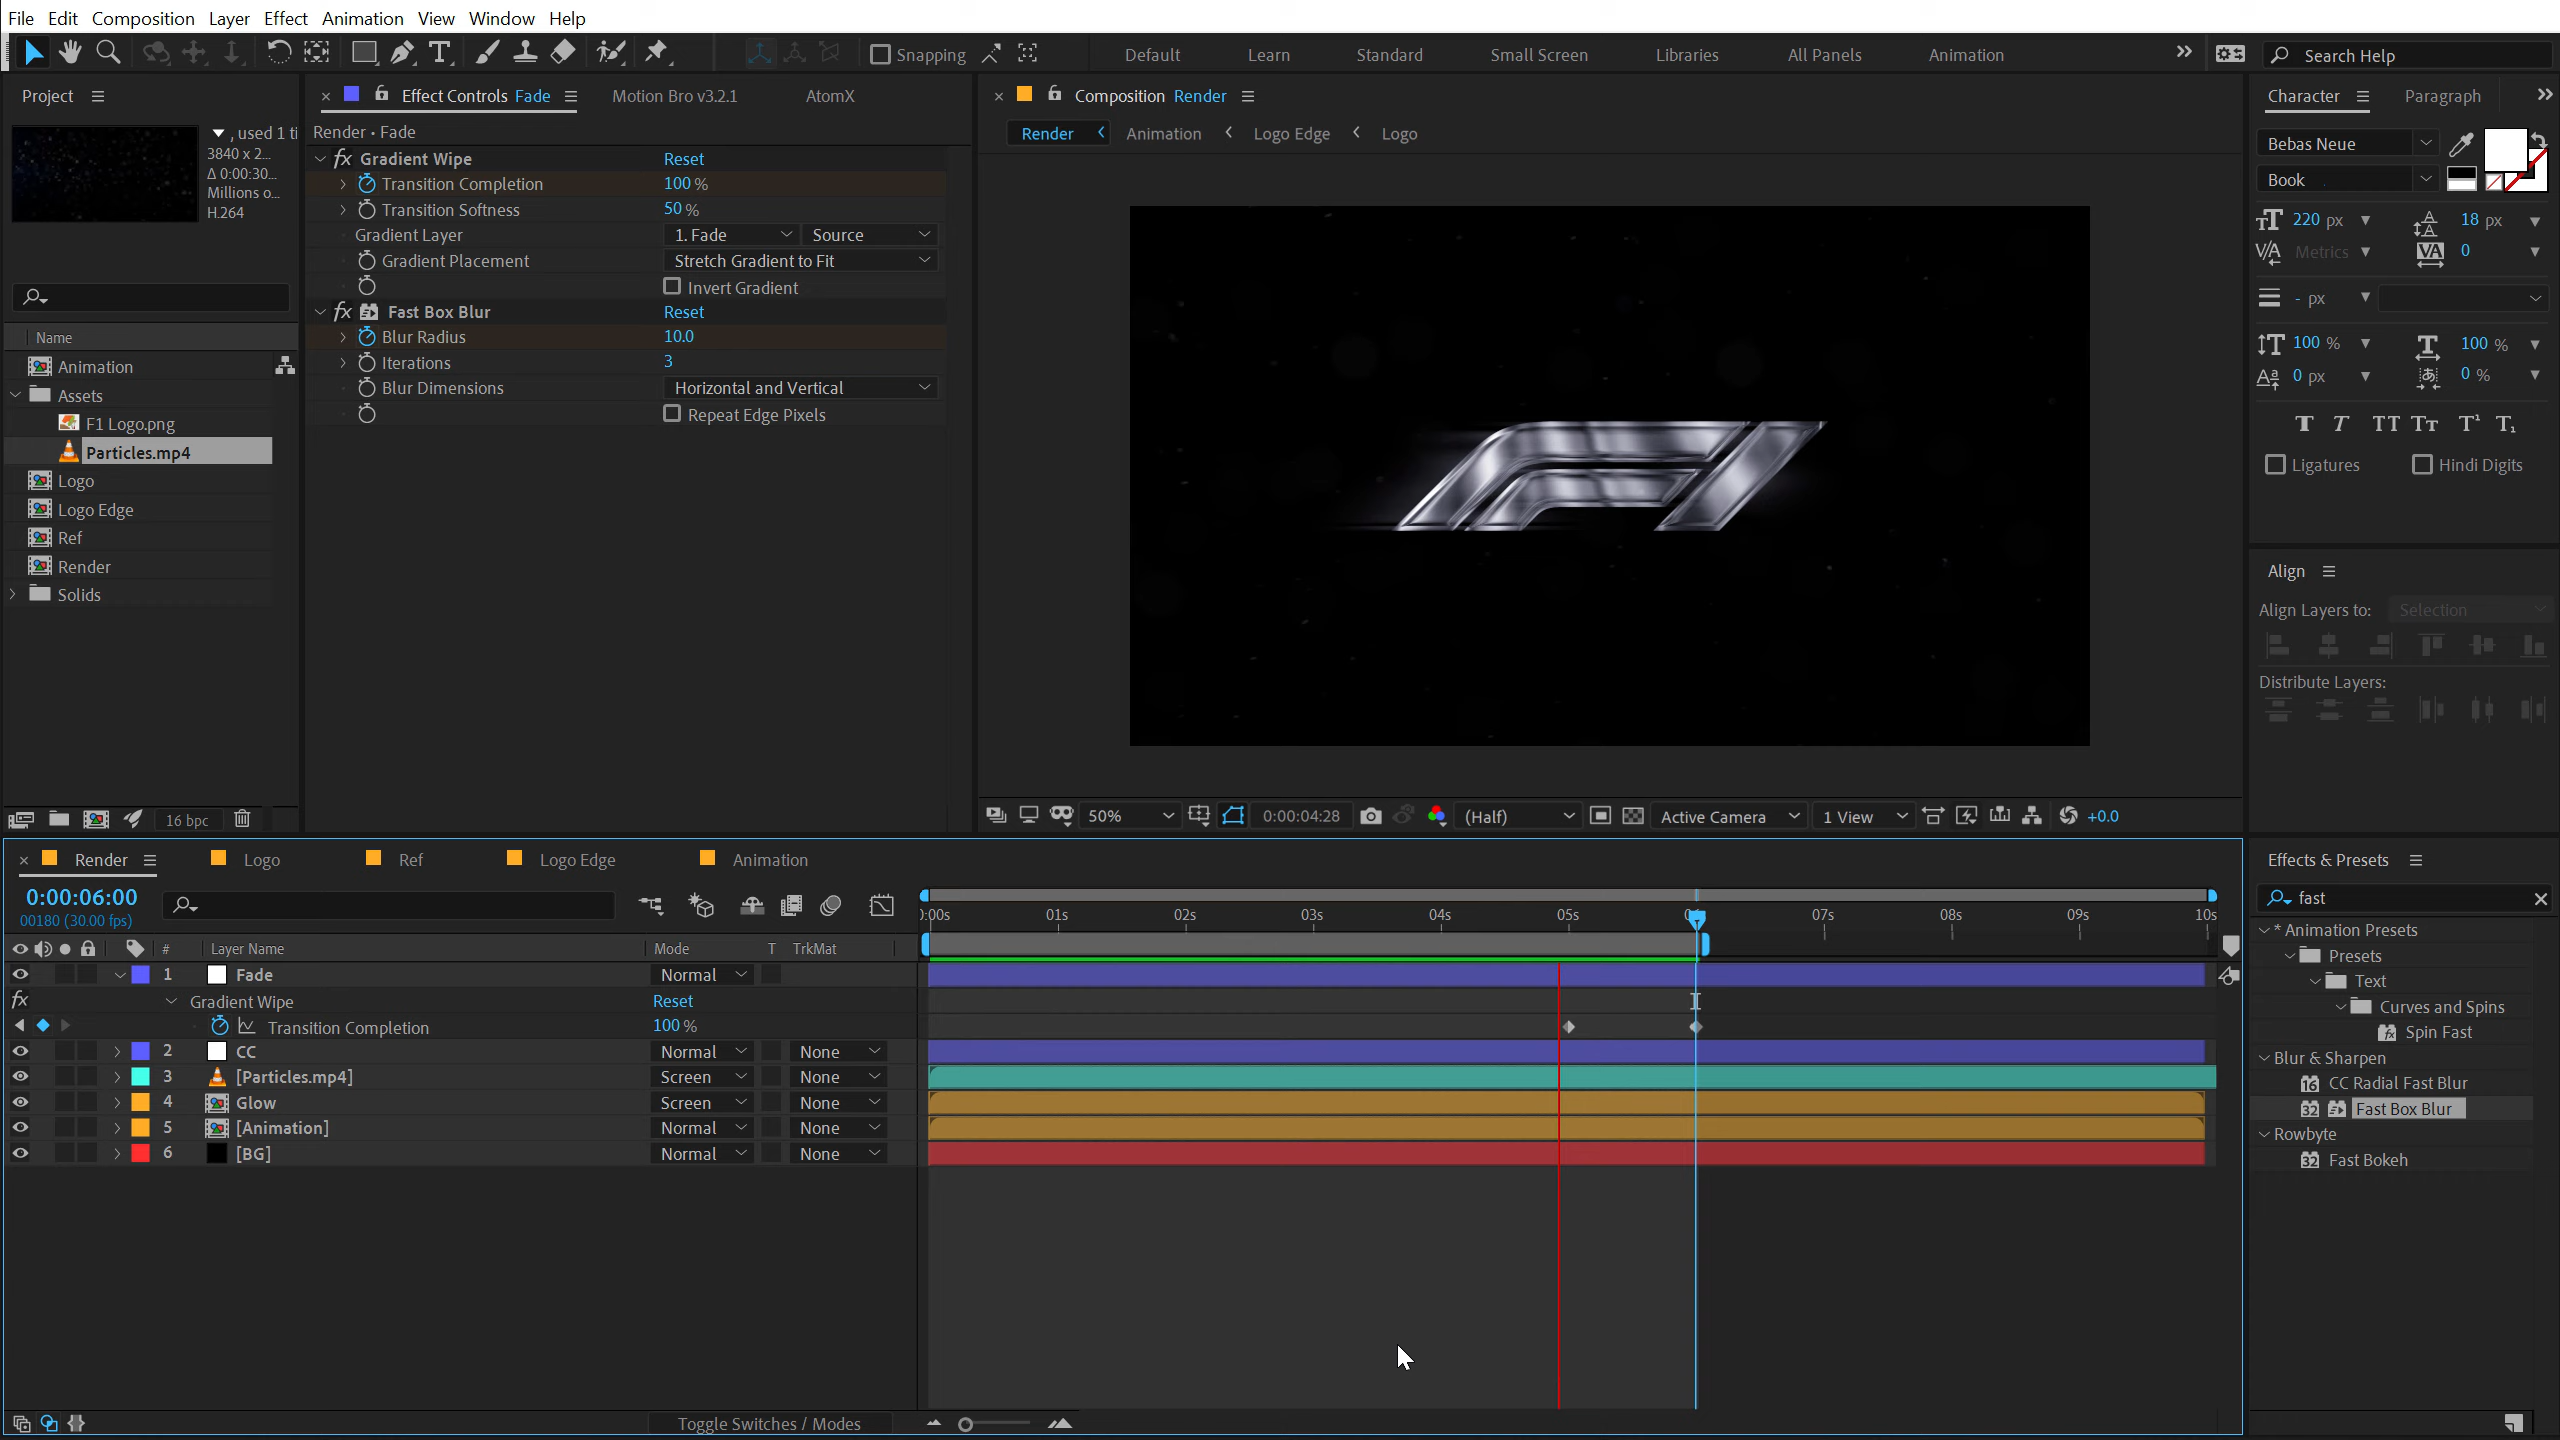 File Edit Composition Layer Effect Animation View Window Help
Snapping Default Learn Standard Small Screen Libraries All Panels Animation Search Help
Project
, used 1 ti
3840 x 2...
Δ 0:00:30...
Millions o...
H.264
Name
Animation
Assets
F1 Logo.png
Particles.mp4
Logo
Logo Edge
Ref
Render
Solids
16 bpc
Effect Controls Fade Motion Bro v3.2.1 AtomX
Render • Fade
fx Gradient Wipe Reset
Transition Completion 100 %
Transition Softness 50 %
Gradient Layer 1. Fade Source
Gradient Placement Stretch Gradient to Fit
Invert Gradient
fx Fast Box Blur Reset
Blur Radius 10.0
Iterations 3
Blur Dimensions Horizontal and Vertical
Repeat Edge Pixels
Composition Render
Render Animation Logo Edge Logo
50% 0:00:04:28 (Half) Active Camera 1 View +0.0
Character Paragraph
Bebas Neue
Book
220 px 18 px
Metrics 0
- px
100 % 100 %
0 px 0 %
Ligatures Hindi Digits
Align
Align Layers to: Selection
Distribute Layers:
Effects & Presets
fast
* Animation Presets
Presets
Text
Curves and Spins
Spin Fast
Blur & Sharpen
16 CC Radial Fast Blur
32 Fast Box Blur
Rowbyte
32 Fast Bokeh
Render Logo Ref Logo Edge Animation
0:00:06:00
00180 (30.00 fps)
):00s 01s 02s 03s 04s 05s 07s 08s 09s 10s
# Layer Name Mode T TrkMat
1 Fade Normal
fx Gradient Wipe Reset
Transition Completion 100 %
2 CC Normal None
3 [Particles.mp4] Screen None
4 Glow Screen None
5 [Animation] Normal None
6 [BG] Normal None
Toggle Switches / Modes